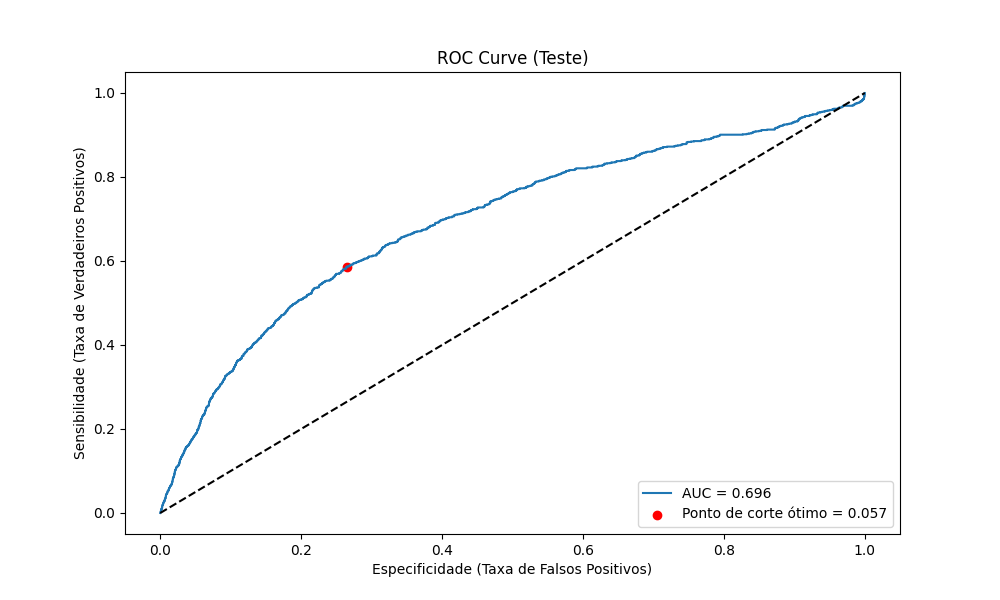 ROC Curve (Teste)
Sensibilidade (Taxa de Verdadeiros Positivos)
1.0
0.8
0.6
0.4
0.2
0.0
AUC = 0.696
Ponto de corte ótimo = 0.057
0.0 0.2 0.4 0.6 0.8 1.0
Especificidade (Taxa de Falsos Positivos)